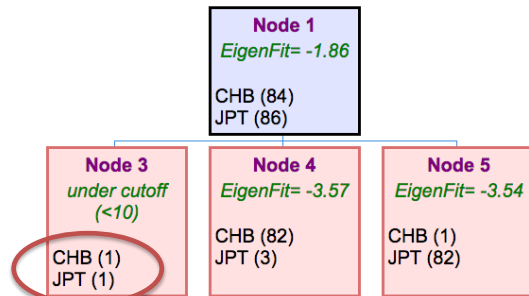 Node 1
EigenFit= -1.86
CHB (84)
JPT (86)
Node 3
under cutoff
(<10)
CHB (1)
JPT (1)
Node 4
EigenFit= -3.57
CHB (82)
JPT (3)
Node 5
EigenFit= -3.54
CHB (1)
JPT (82)